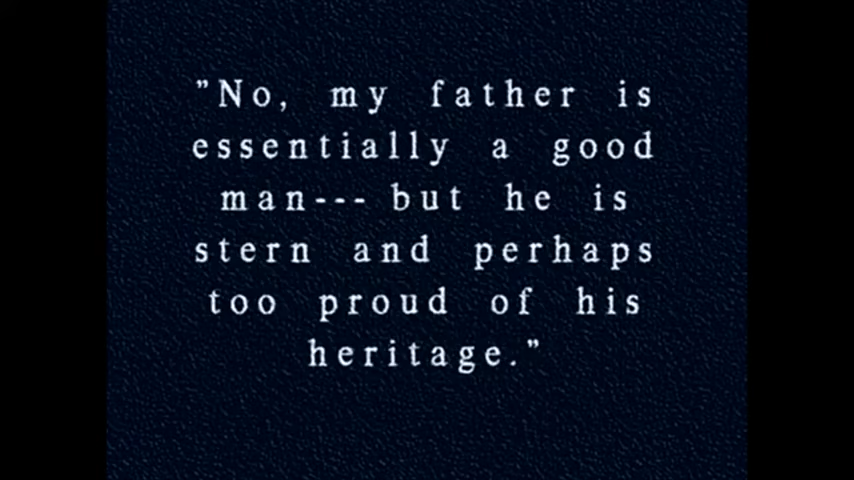 "No, my father is
essentially a good
man--- but he is
stern and perhaps
too proud of his
heritage."